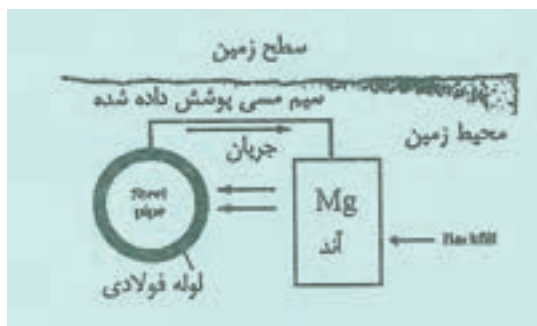 سطح زمین
سیم مسی پوشش داده شده
محیط زمین
جریان
Steel
pipe
Mg
آند
Backfill
لوله فولادی